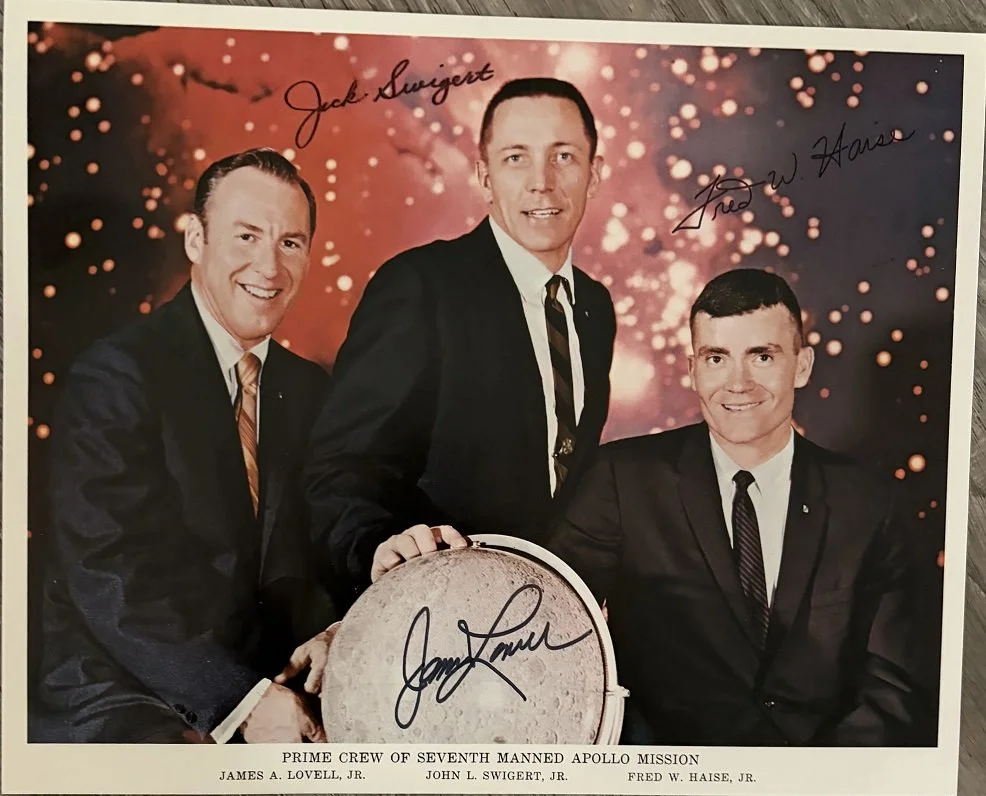 Jack Swigert
Fred W. Haise
James Lovell
PRIME CREW OF SEVENTH MANNED APOLLO MISSION
JAMES A. LOVELL, JR. JOHN L. SWIGERT, JR. FRED W. HAISE, JR.